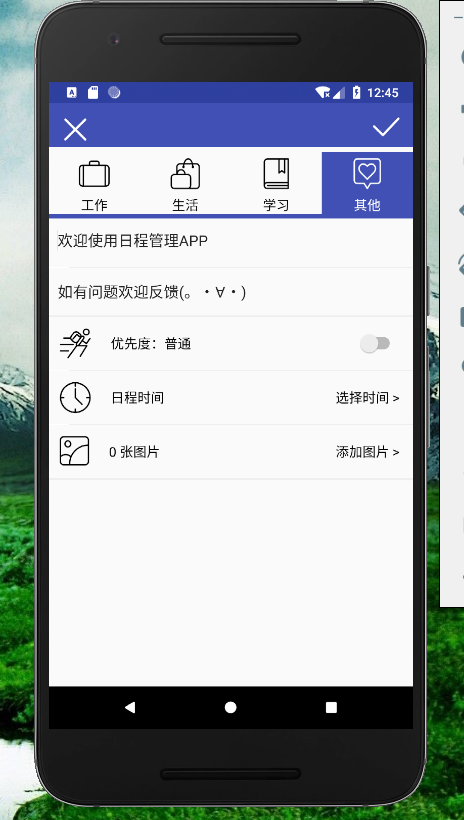 12:45
工作
生活
学习
其他
欢迎使用日程管理APP
如有问题欢迎反馈(。・∀・)
优先度：普通
日程时间
选择时间 >
0 张图片
添加图片 >